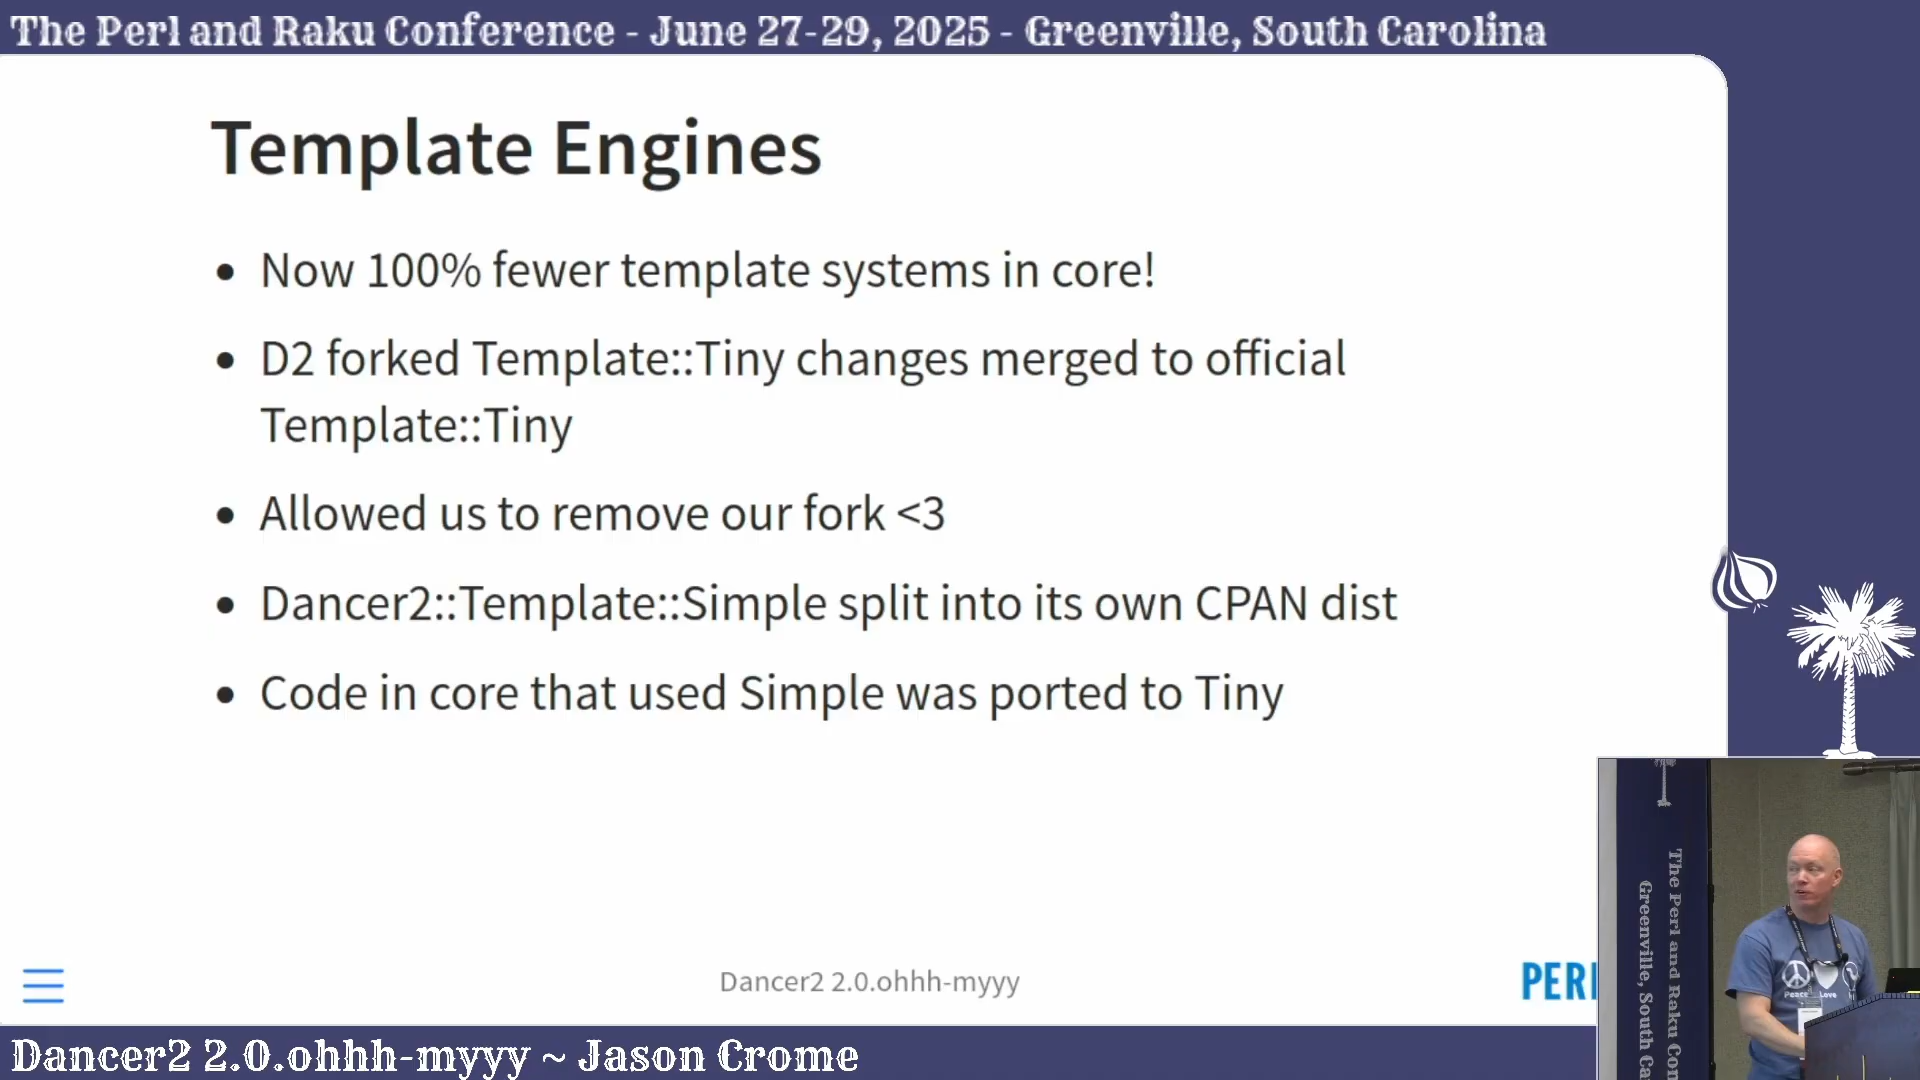 The Perl and Raku Conference - June 27-29, 2025 - Greenville, South Carolina
Template Engines
• Now 100% fewer template systems in core!
• D2 forked Template::Tiny changes merged to official
Template::Tiny
• Allowed us to remove our fork <3
• Dancer2::Template::Simple split into its own CPAN dist
• Code in core that used Simple was ported to Tiny
Dancer2 2.0.ohhh-myyy
PERL
The Perl and Raku Con
Greenville, South Ca
Peace Love
Dancer2 2.0.ohhh-myyy ~ Jason Crome